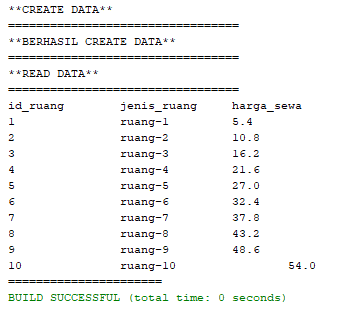 **CREATE DATA**
=================================
**BERHASIL CREATE DATA**
=================================
**READ DATA**
=================================
id_ruang	jenis_ruang	harga_sewa
1	ruang-1	5.4
2	ruang-2	10.8
3	ruang-3	16.2
4	ruang-4	21.6
5	ruang-5	27.0
6	ruang-6	32.4
7	ruang-7	37.8
8	ruang-8	43.2
9	ruang-9	48.6
10	ruang-10	54.0
======================
BUILD SUCCESSFUL (total time: 0 seconds)